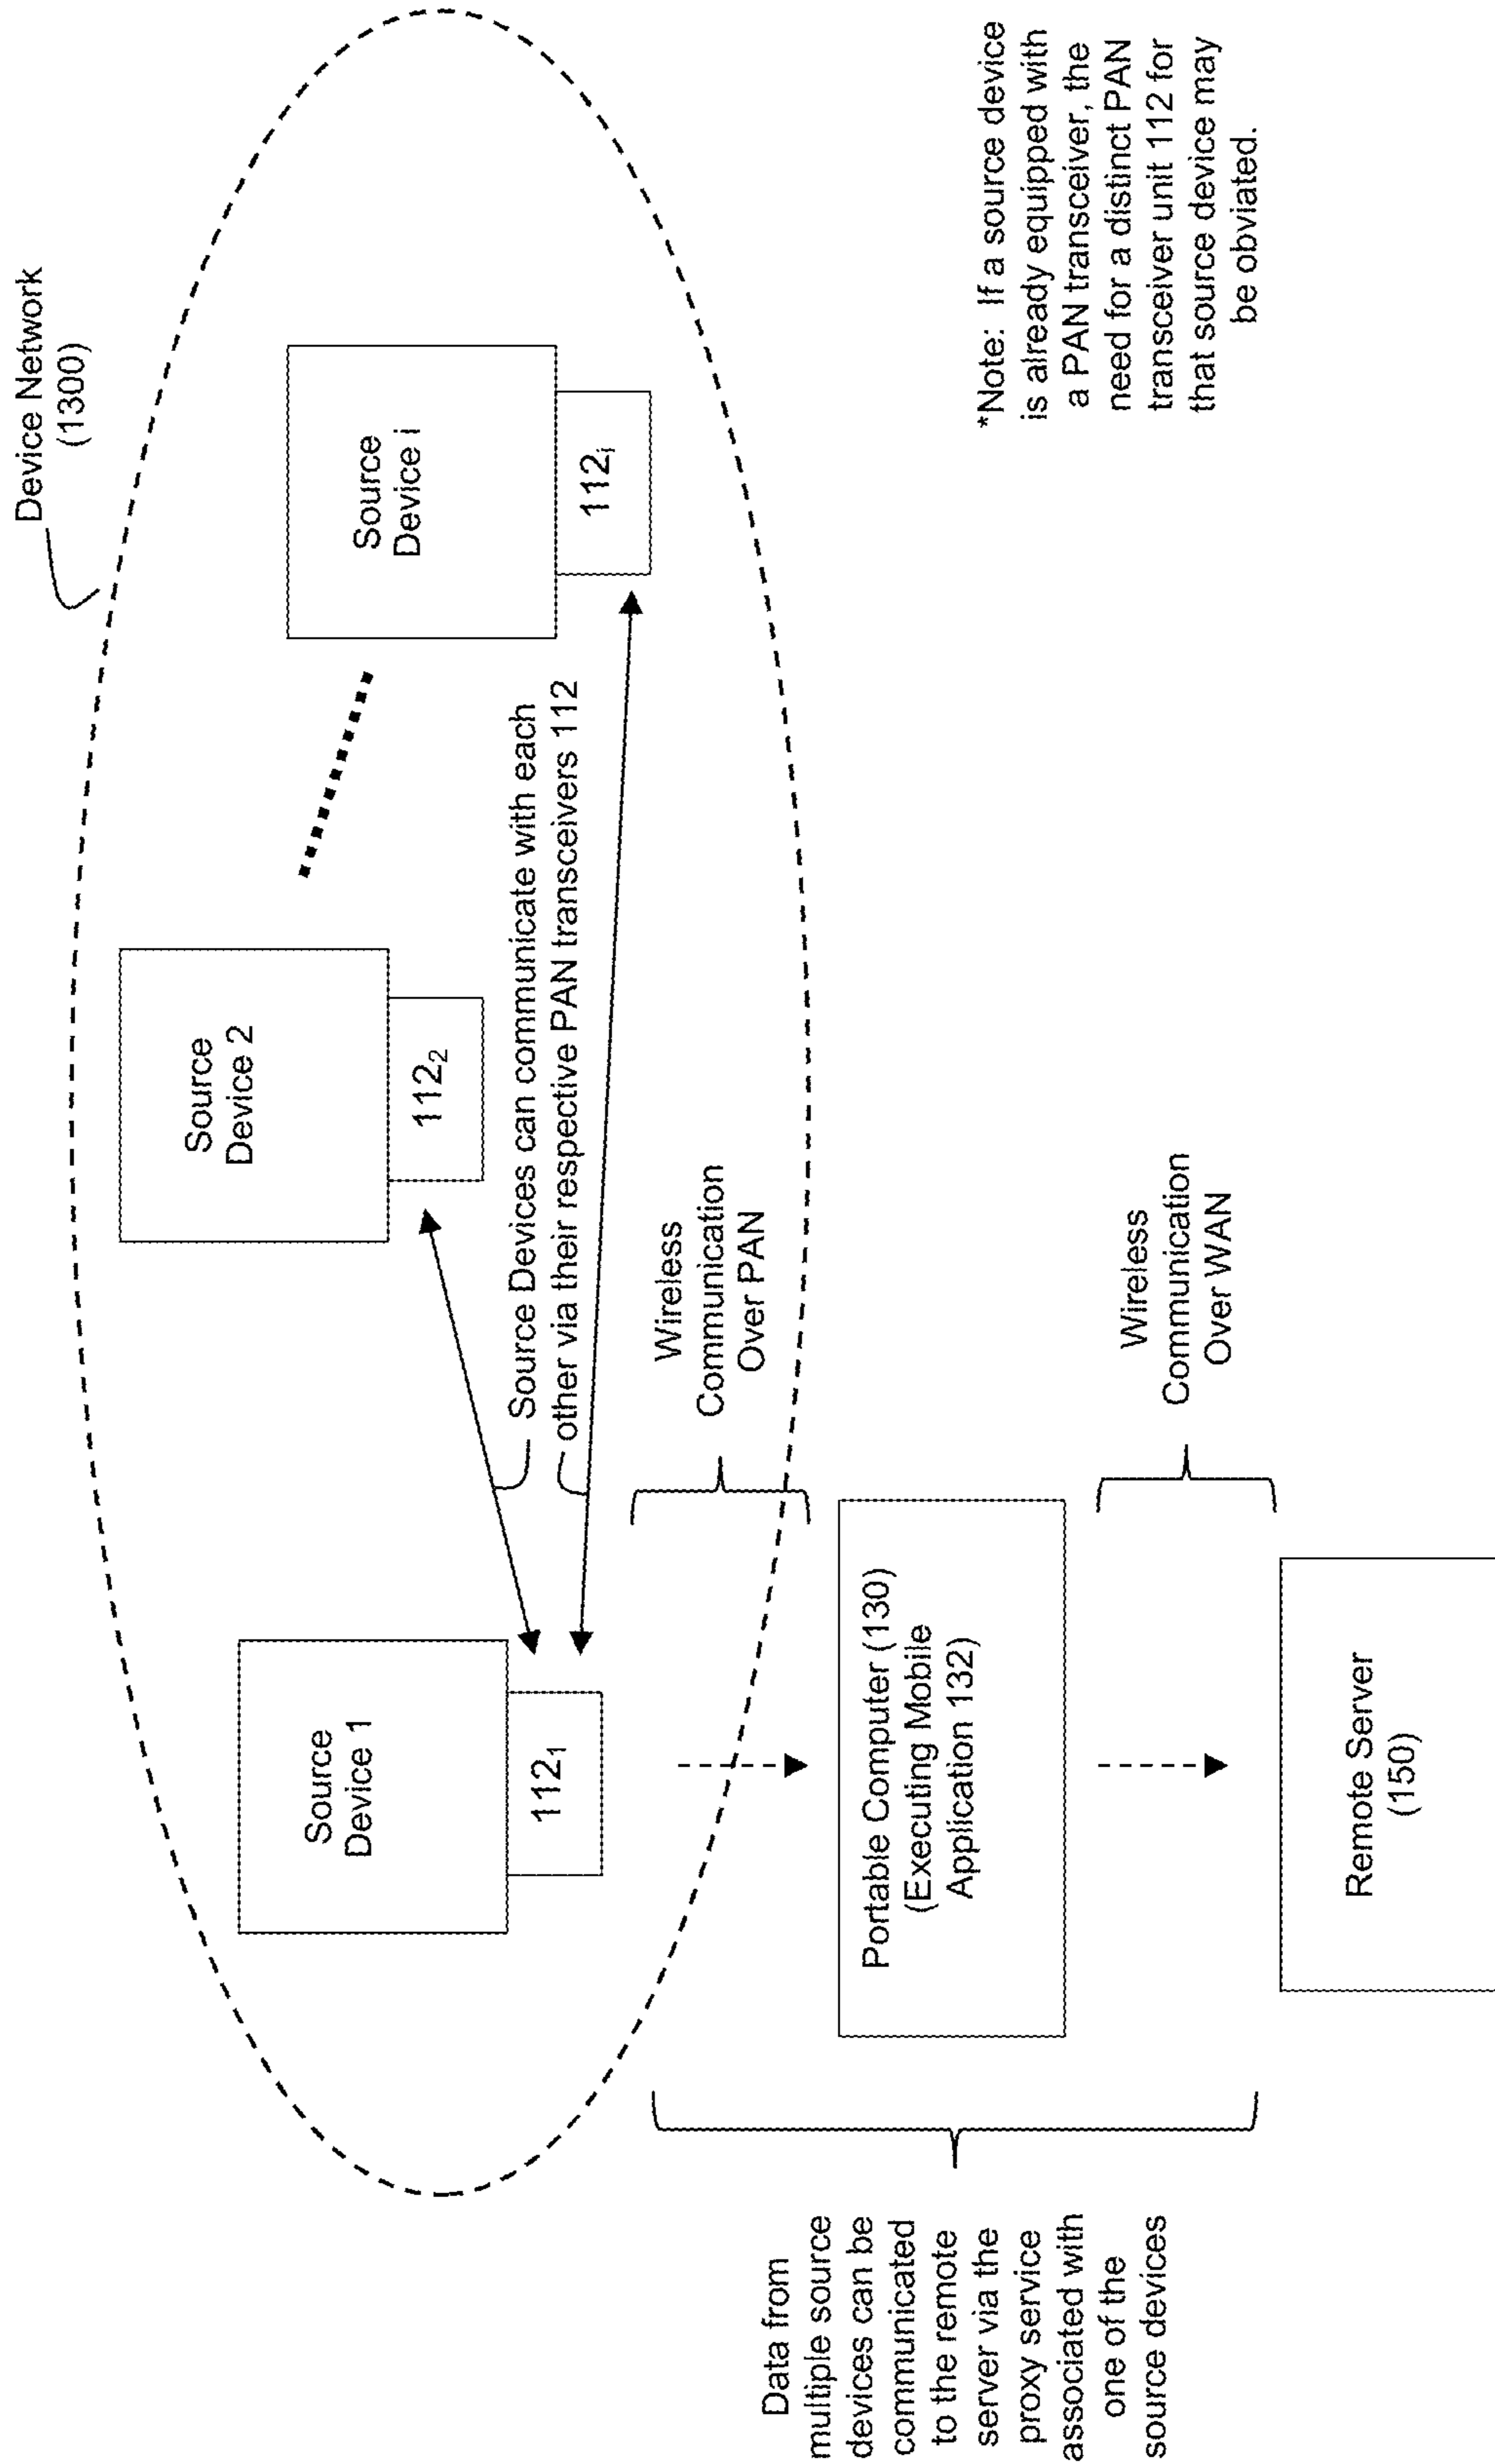 Device Network
(1300)
Source
Device 1
112₁
Source
Device 2
112₂
Source
Device i
112ᵢ
Source Devices can communicate with each
other via their respective PAN transceivers 112
Wireless
Communication
Over PAN
Portable Computer (130)
(Executing Mobile
Application 132)
Wireless
Communication
Over WAN
Remote Server
(150)
Data from
multiple source
devices can be
communicated
to the remote
server via the
proxy service
associated with
one of the
source devices
*Note: If a source device
is already equipped with
a PAN transceiver, the
need for a distinct PAN
transceiver unit 112 for
that source device may
be obviated.